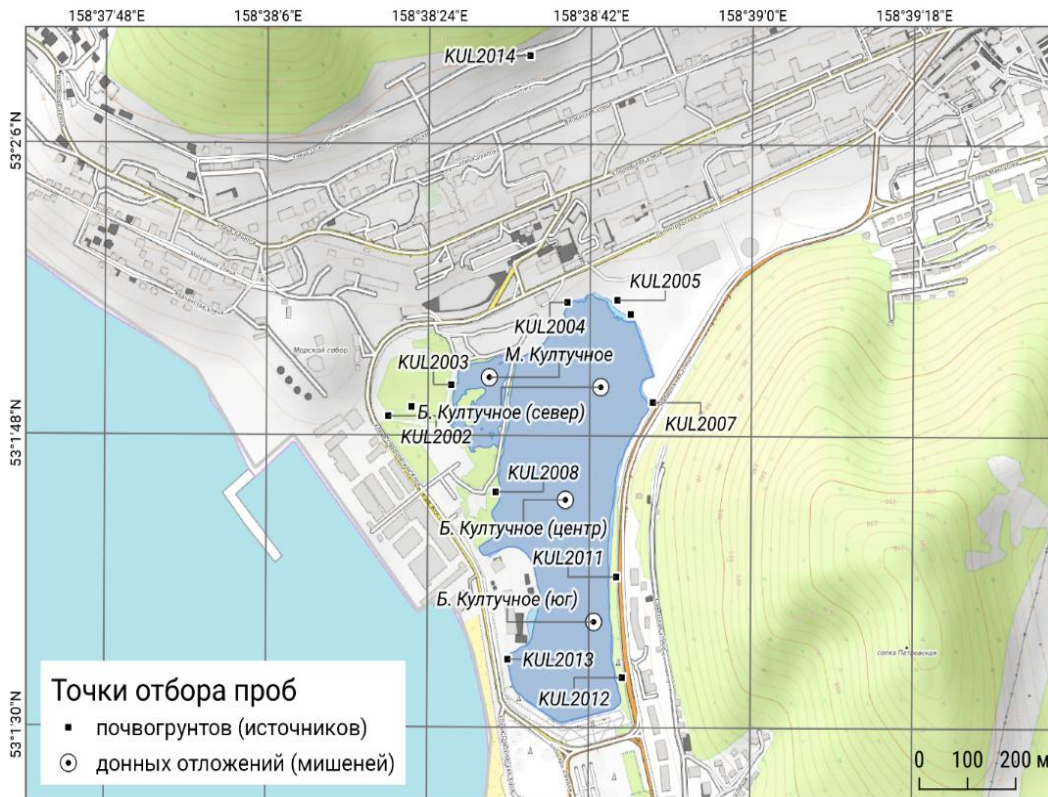 158°37'48"E
158°38'6"E
158°38'24"E
158°38'42"E
158°39'0"E
158°39'18"E
KUL2014
53°2'6"N
KUL2005
KUL2004
Морской собор
М. Култучное
KUL2003
Б. Култучное (север)
KUL2007
KUL2002
53°1'48"N
KUL2008
Б. Култучное (центр)
KUL2011
Б. Култучное (юг)
KUL2013
сопка Петровская
KUL2012
53°1'30"N
Точки отбора проб
почвогрунтов (источников)
донных отложений (мишеней)
0 100 200 м